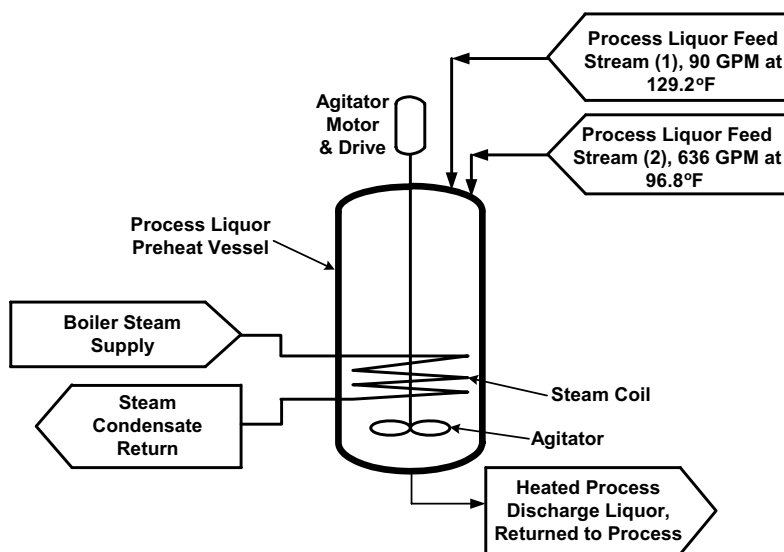 Process Liquor Feed
Stream (1), 90 GPM at
129.2°F
Agitator
Motor
& Drive
Process Liquor Feed
Stream (2), 636 GPM at
96.8°F
Process Liquor
Preheat Vessel
Boiler Steam
Supply
Steam Coil
Steam
Condensate
Return
Agitator
Heated Process
Discharge Liquor,
Returned to Process